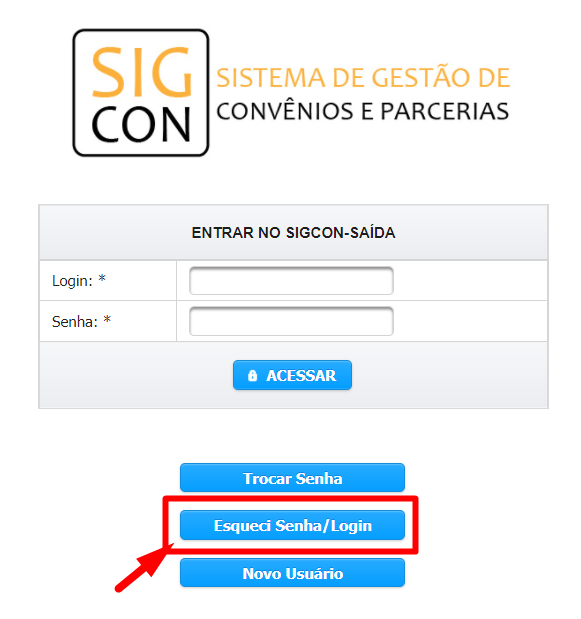 SIG
CON
SISTEMA DE GESTÃO DE
CONVÊNIOS E PARCERIAS
ENTRAR NO SIGCON-SAÍDA
Login: *
Senha: *
ACESSAR
Trocar Senha
Esqueci Senha/Login
Novo Usuário